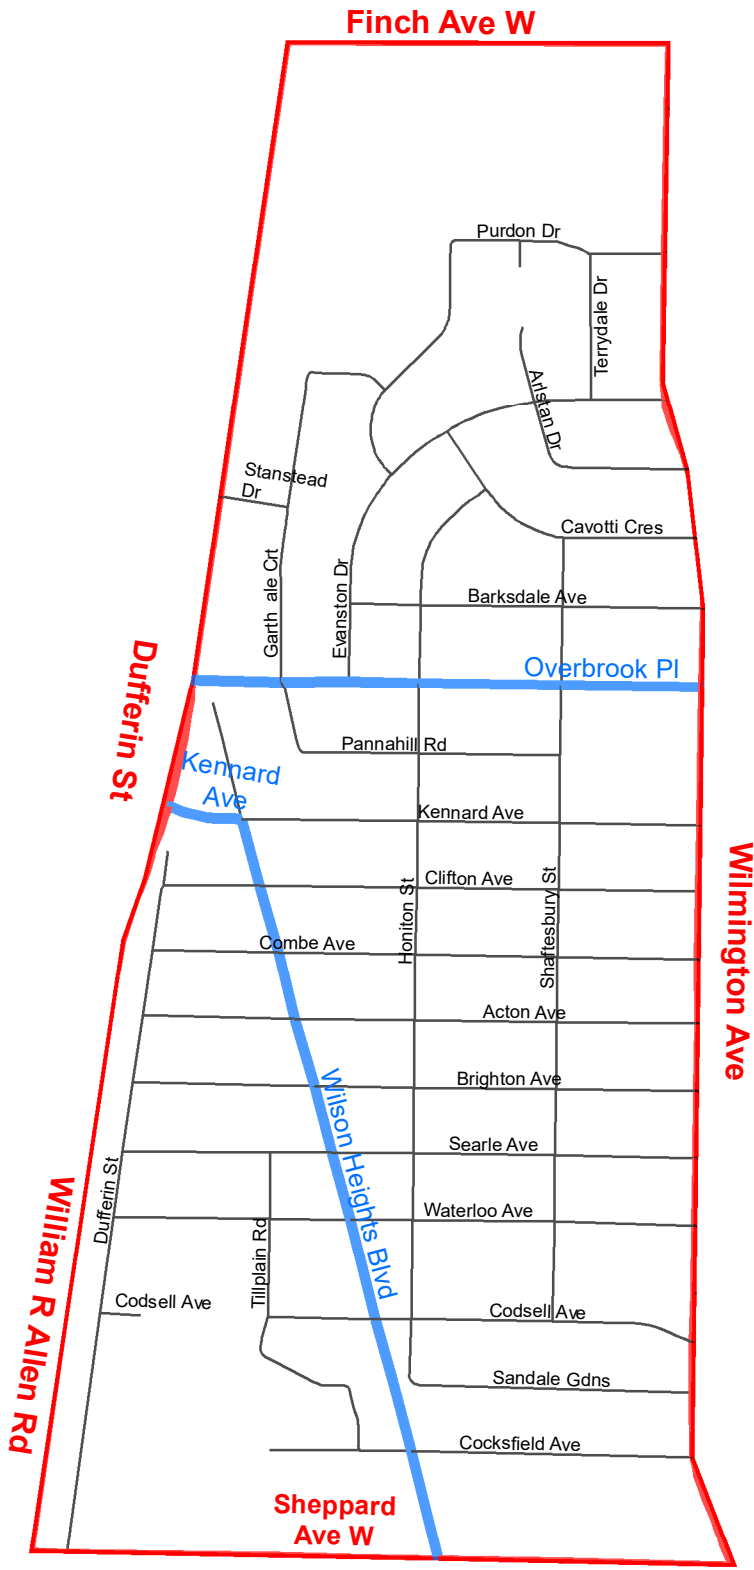 Finch Ave W
Purdon Dr
Terrydale Dr
Arlstan Dr
Stanstead
Dr
Cavotti Cres
Garth ale Crt
Evanston Dr
Barksdale Ave
Overbrook Pl
Dufferin St
Pannahill Rd
Kennard
Ave
Kennard Ave
Wilmington Ave
Clifton Ave
Honiton St
Shaftesbury St
Combe Ave
Acton Ave
Wilson Heights Blvd
Brighton Ave
Searle Ave
Dufferin St
William R Allen Rd
Waterloo Ave
Tillplain Rd
Codsell Ave
Codsell Ave
Sandale Gdns
Cocksfield Ave
Sheppard
Ave W